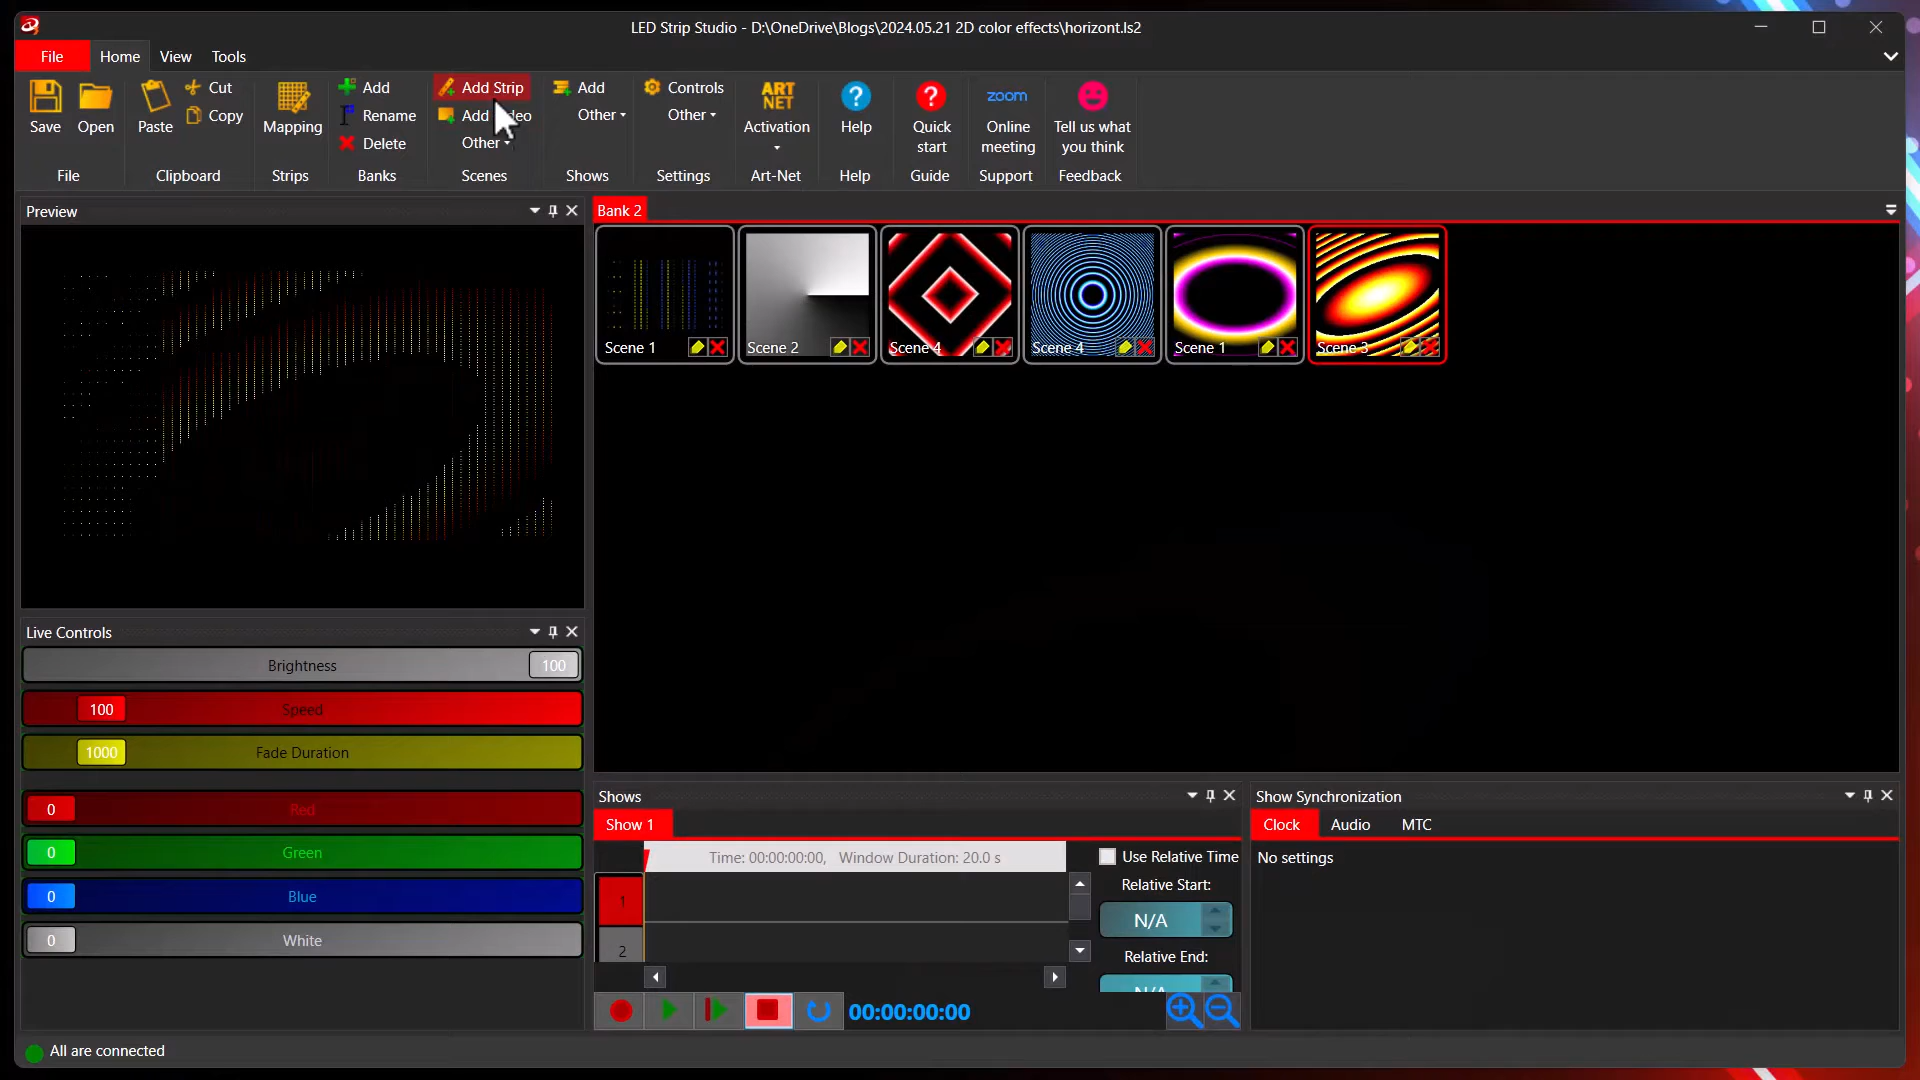 LED Strip Studio - D:\OneDrive\Blogs\2024.05.21 2D color effects\horizont.ls2
File Home View Tools
Save Open Paste Cut Copy Mapping Add Rename Delete Add Strip Other Add Other Controls Other ART NET Activation Help Quick start zoom Online meeting Tell us what you think
File Clipboard Strips Banks Scenes Shows Settings Art-Net Help Guide Support Feedback
Preview
Bank 2
Scene 1 Scene 2 Scene 4 Scene 4 Scene 1 Scene 3
Live Controls
Brightness 100
100 Speed
1000 Fade Duration
0 Red
0 Green
0 Blue
0 White
Shows
Show 1
Time: 00:00:00:00, Window Duration: 20.0 s
1
2
Use Relative Time
Relative Start:
N/A
Relative End:
N/A
00:00:00:00
Show Synchronization
Clock Audio MTC
No settings
All are connected